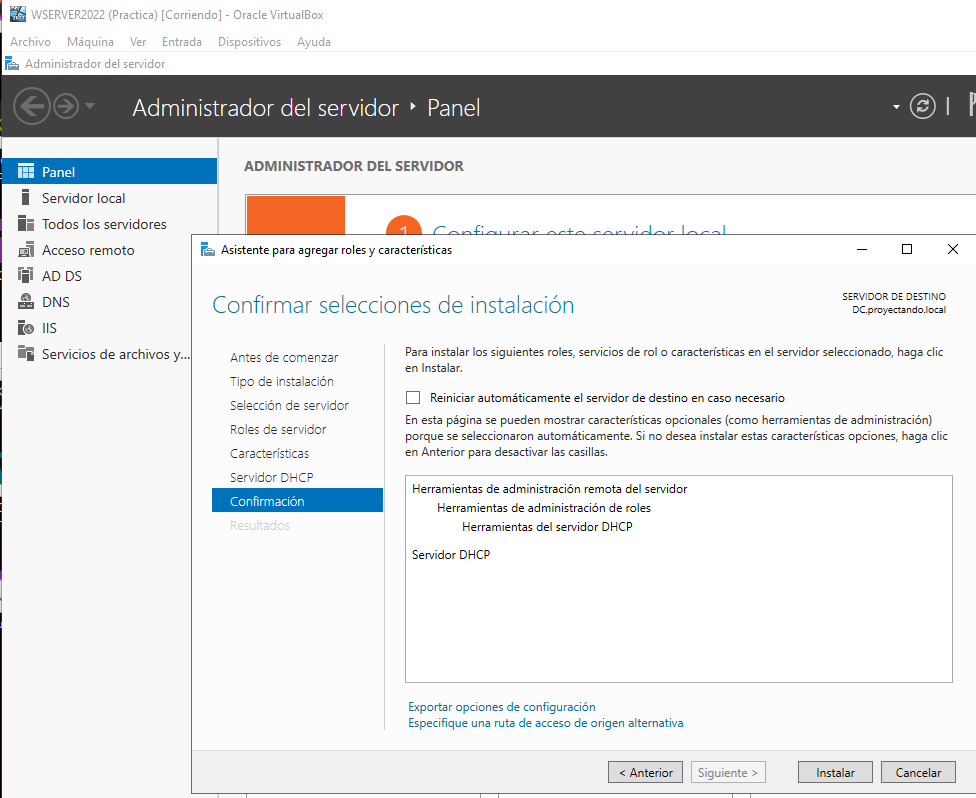 WSERVER2022 (Practica) [Corriendo] - Oracle VirtualBox
Archivo Máquina Ver Entrada Dispositivos Ayuda
Administrador del servidor
Administrador del servidor ‣ Panel
Panel
Servidor local
Todos los servidores
Acceso remoto
AD DS
DNS
IIS
Servicios de archivos y...
ADMINISTRADOR DEL SERVIDOR
1 Configurar este servidor local
Asistente para agregar roles y características
Confirmar selecciones de instalación
SERVIDOR DE DESTINO
DC.proyectando.local
Antes de comenzar
Tipo de instalación
Selección de servidor
Roles de servidor
Características
Servidor DHCP
Confirmación
Resultados
Para instalar los siguientes roles, servicios de rol o características en el servidor seleccionado, haga clic
en Instalar.
Reiniciar automáticamente el servidor de destino en caso necesario
En esta página se pueden mostrar características opcionales (como herramientas de administración)
porque se seleccionaron automáticamente. Si no desea instalar estas características opciones, haga clic
en Anterior para desactivar las casillas.
Herramientas de administración remota del servidor
Herramientas de administración de roles
Herramientas del servidor DHCP
Servidor DHCP
Exportar opciones de configuración
Especifique una ruta de acceso de origen alternativa
< Anterior Siguiente > Instalar Cancelar